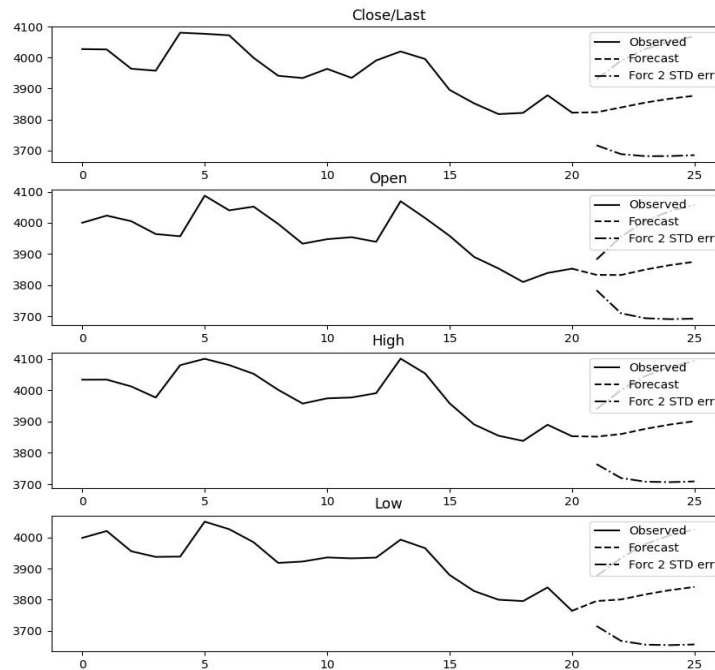 Close/Last
4100
4000
3900
3800
3700
Observed
Forecast
Forc 2 STD err
0 5 10 15 20 25
Open
4100
4000
3900
3800
3700
Observed
Forecast
Forc 2 STD err
0 5 10 15 20 25
High
4100
4000
3900
3800
3700
Observed
Forecast
Forc 2 STD err
0 5 10 15 20 25
Low
4000
3900
3800
3700
Observed
Forecast
Forc 2 STD err
0 5 10 15 20 25